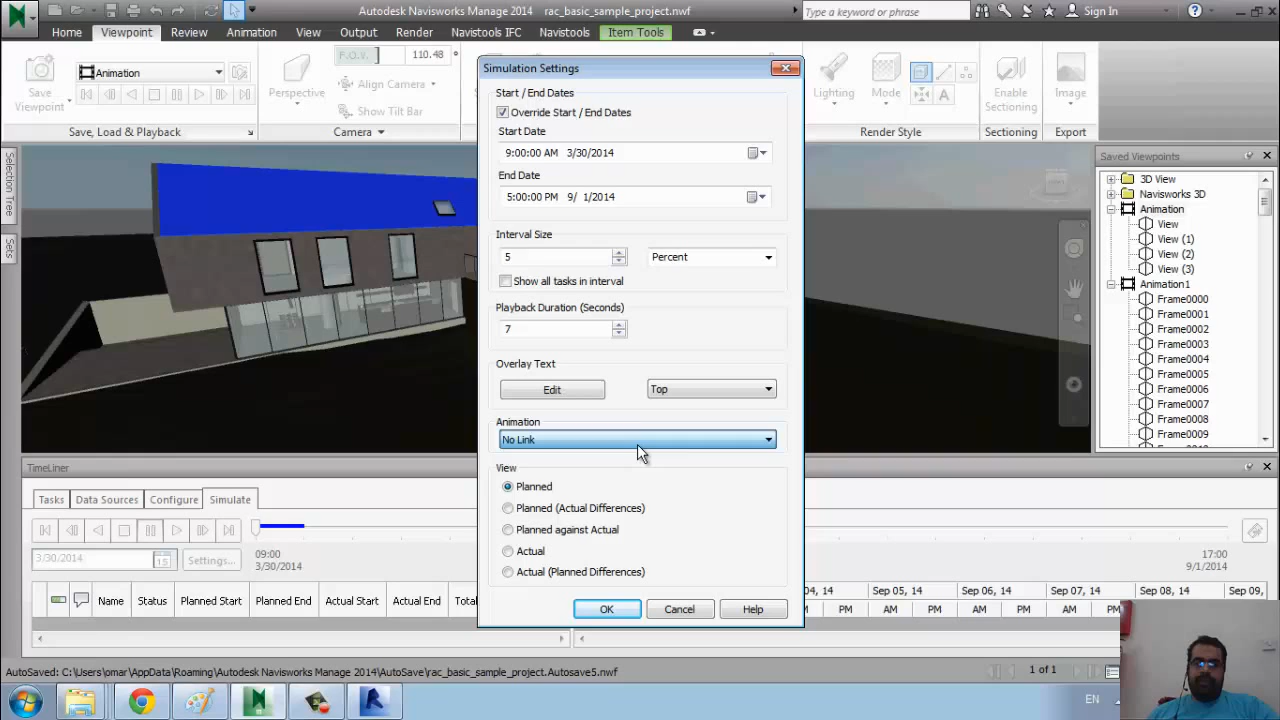 Autodesk Navisworks Manage 2014 rac_basic_sample_project.nwf
Type a keyword or phrase
Sign In
Home Viewpoint Review Animation View Output Render Navistools IFC Navistools Item Tools
Save Viewpoint
Animation
Save, Load & Playback
Perspective
F.O.V. 110.48
Align Camera
Show Tilt Bar
Camera
Lighting
Mode
Render Style
Enable Sectioning
Sectioning
Image
Export
Selection Tree
Sets
Simulation Settings
Start / End Dates
Override Start / End Dates
Start Date
9:00:00 AM 3/30/2014
End Date
5:00:00 PM 9/ 1/2014
Interval Size
5 Percent
Show all tasks in interval
Playback Duration (Seconds)
7
Overlay Text
Edit Top
Animation
No Link
View
Planned
Planned (Actual Differences)
Planned against Actual
Actual
Actual (Planned Differences)
OK Cancel Help
Saved Viewpoints
3D View
Navisworks 3D
Animation
View
View (1)
View (2)
View (3)
Animation1
Frame0000
Frame0001
Frame0002
Frame0003
Frame0004
Frame0005
Frame0006
Frame0007
Frame0008
Frame0009
TimeLiner
Tasks Data Sources Configure Simulate
3/30/2014 15 Settings...
09:00
3/30/2014
17:00
9/1/2014
Name Status Planned Start Planned End Actual Start Actual End
04, 14 Sep 05, 14 Sep 06, 14 Sep 07, 14 Sep 08, 14 Sep 09,
PM AM PM AM PM AM PM AM PM
AutoSaved: C:\Users\omar\AppData\Roaming\Autodesk Navisworks Manage 2014\AutoSave\rac_basic_sample_project.Autosave5.nwf
1 of 1
EN